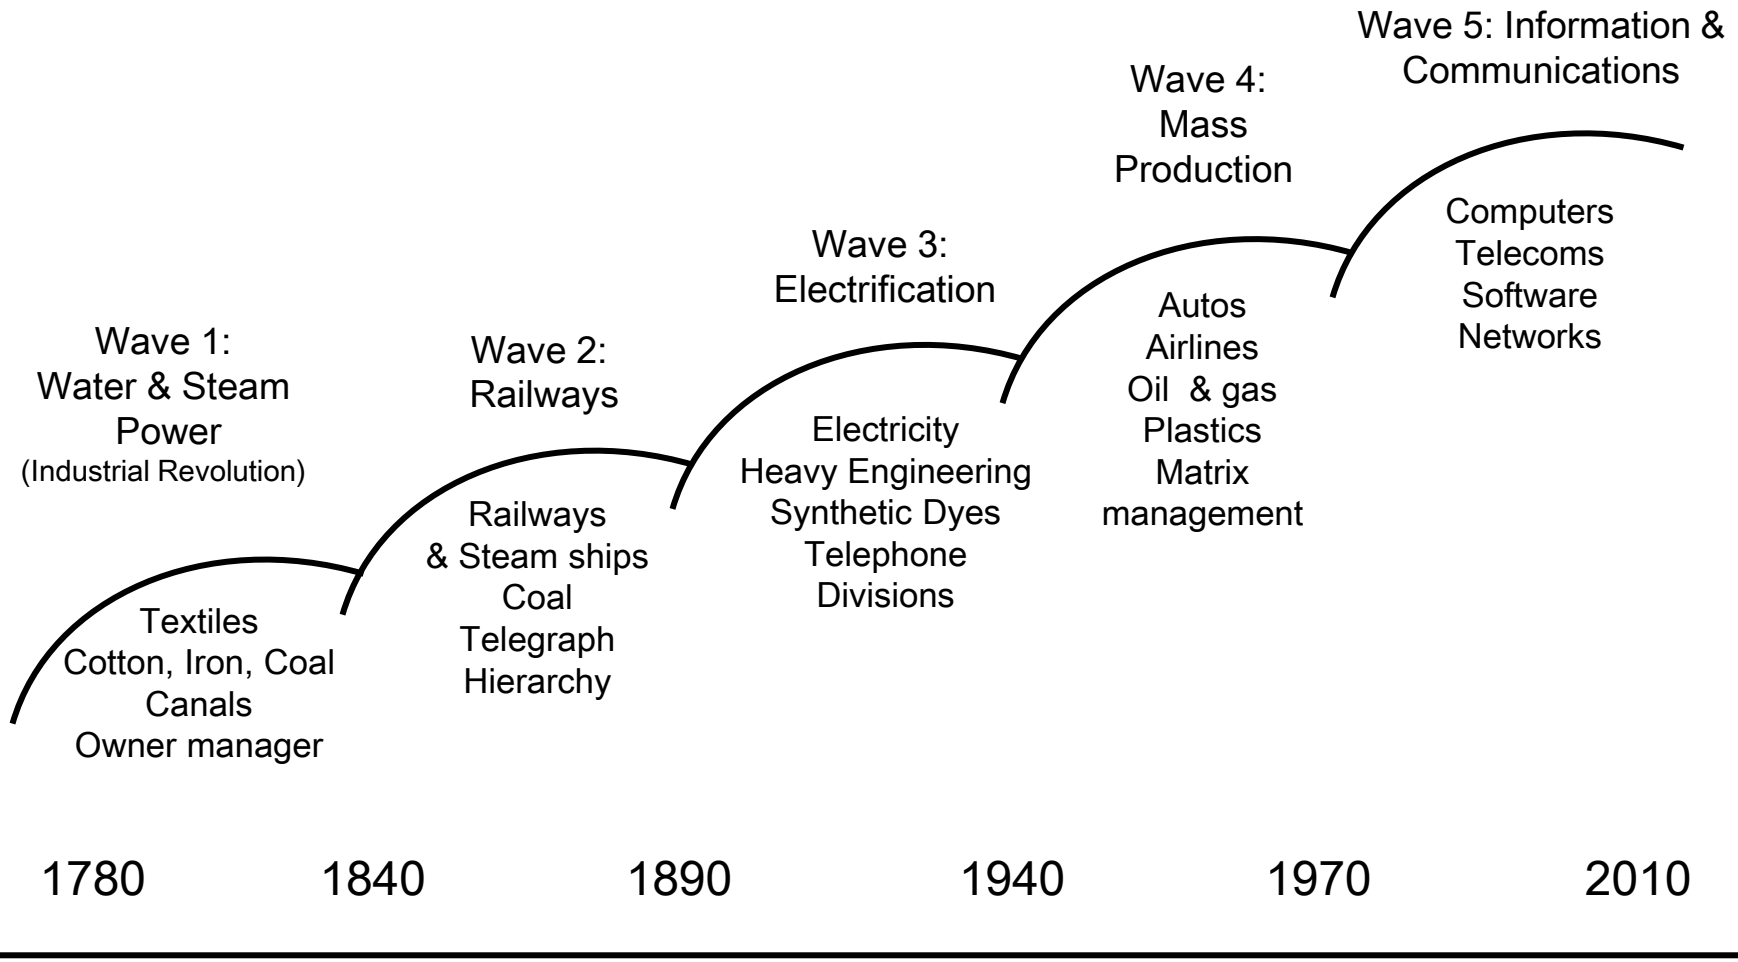 Wave 1:
Water & Steam
Power
(Industrial Revolution)
Textiles
Cotton, Iron, Coal
Canals
Owner manager
Wave 2:
Railways
Railways
& Steam ships
Coal
Telegraph
Hierarchy
Wave 3:
Electrification
Electricity
Heavy Engineering
Synthetic Dyes
Telephone
Divisions
Wave 4:
Mass
Production
Autos
Airlines
Oil & gas
Plastics
Matrix
management
Wave 5: Information &
Communications
Computers
Telecoms
Software
Networks
1780 1840 1890 1940 1970 2010